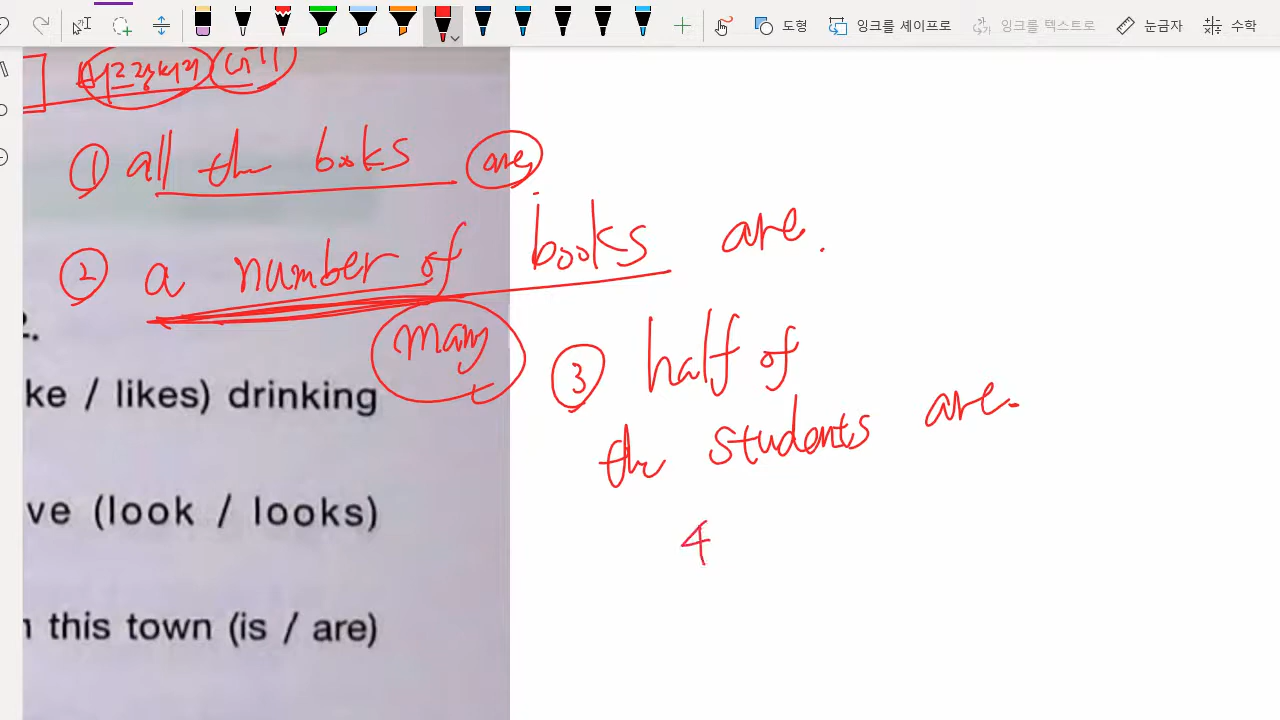 도형 잉크를 셰이프로 잉크를 텍스트로 눈금자 수학
① all the books are
② a number of books are.
many
③ half of
the students are.
4
2.
ke / likes) drinking
ve (look / looks)
this town (is / are)